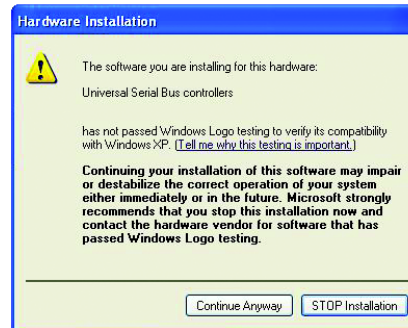 Hardware Installation
The software you are installing for this hardware:
Universal Serial Bus controllers
has not passed Windows Logo testing to verify its compatibility
with Windows XP. (Tell me why this testing is important.)
Continuing your installation of this software may impair
or destabilize the correct operation of your system
either immediately or in the future. Microsoft strongly
recommends that you stop this installation now and
contact the hardware vendor for software that has
passed Windows Logo testing.
Continue Anyway
STOP Installation